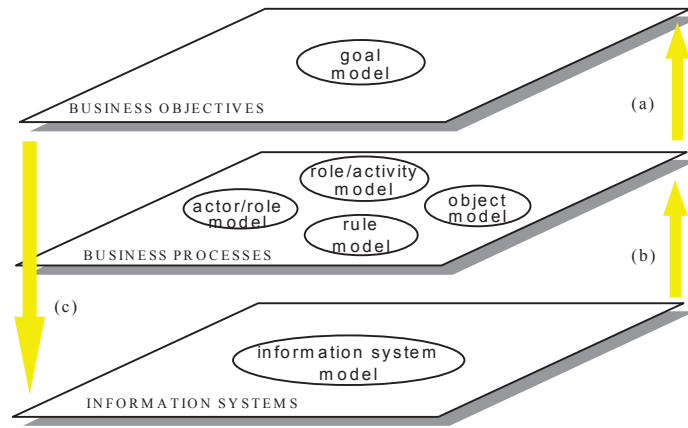 goal
model
BUSINESS OBJECTIVES
(a)
role/activity
model
actor/role
model
object
model
rule
model
BUSINESS PROCESSES
(b)
(c)
information system
model
INFORMATION SYSTEMS